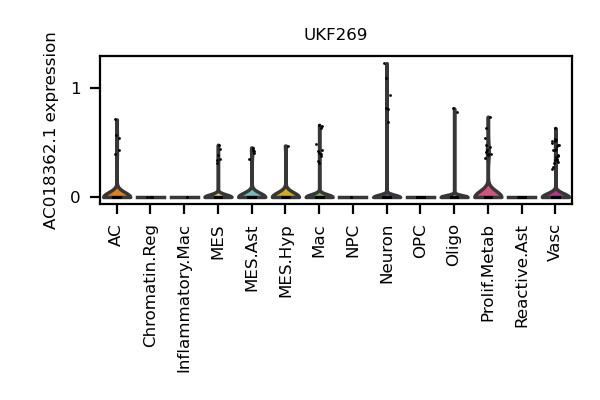 UKF269
AC018362.1 expression
1
0
AC
Chromatin.Reg
Inflammatory.Mac
MES
MES.Ast
MES.Hyp
Mac
NPC
Neuron
OPC
Oligo
Prolif.Metab
Reactive.Ast
Vasc